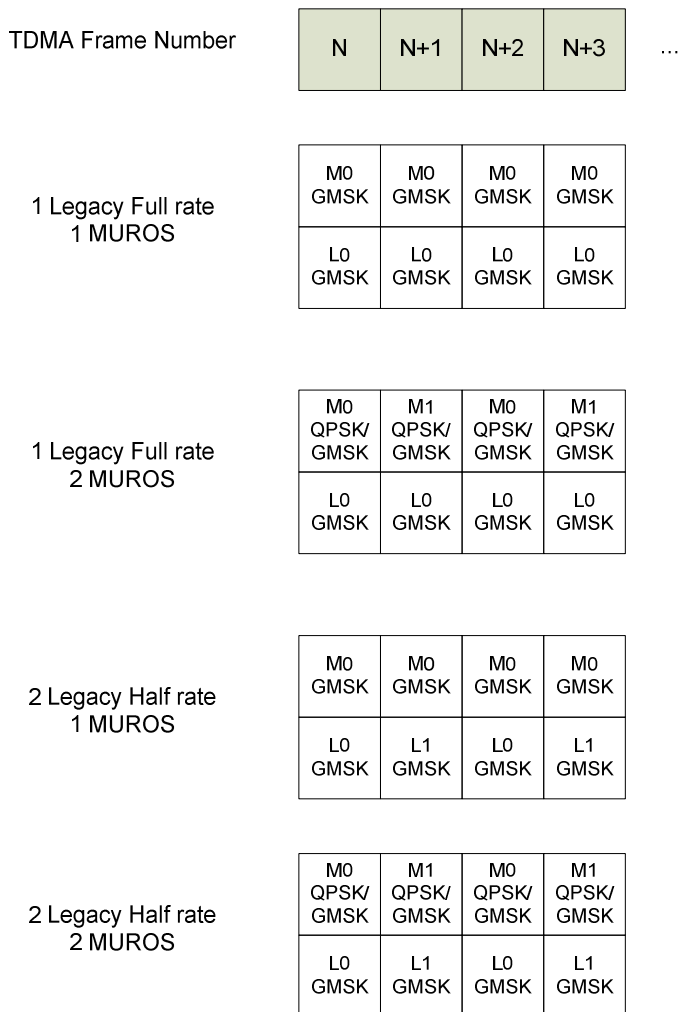 TDMA Frame Number
N N+1 N+2 N+3 ...
1 Legacy Full rate
1 MUROS
M0 M0 M0 M0
GMSK GMSK GMSK GMSK
L0 L0 L0 L0
GMSK GMSK GMSK GMSK
1 Legacy Full rate
2 MUROS
M0 M1 M0 M1
QPSK/ QPSK/ QPSK/ QPSK/
GMSK GMSK GMSK GMSK
L0 L0 L0 L0
GMSK GMSK GMSK GMSK
2 Legacy Half rate
1 MUROS
M0 M0 M0 M0
GMSK GMSK GMSK GMSK
L0 L1 L0 L1
GMSK GMSK GMSK GMSK
2 Legacy Half rate
2 MUROS
M0 M1 M0 M1
QPSK/ QPSK/ QPSK/ QPSK/
GMSK GMSK GMSK GMSK
L0 L1 L0 L1
GMSK GMSK GMSK GMSK